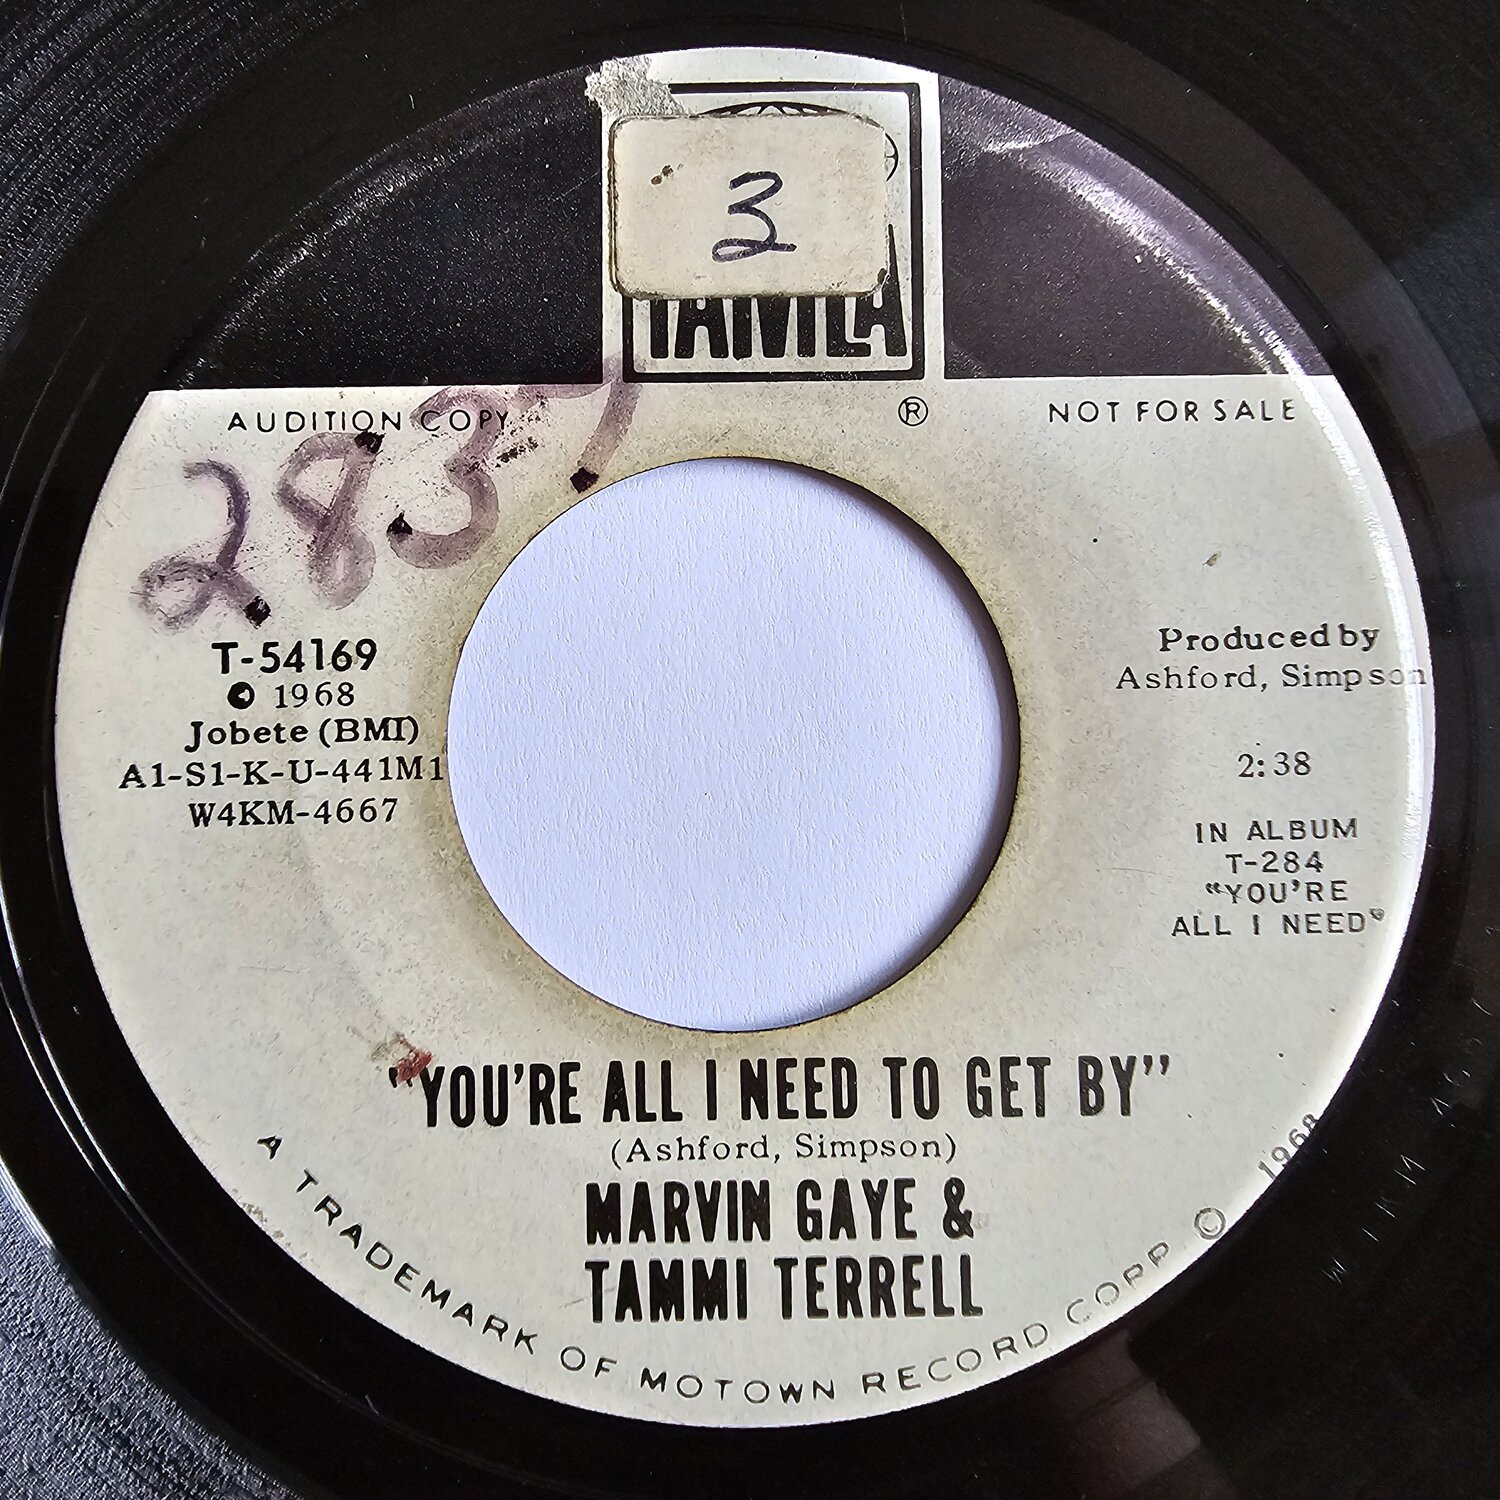 3
TAMLA
®
AUDITION COPY
NOT FOR SALE
2837
T-54169
℗ 1968
Jobete (BMI)
A1-S1-K-U-441M1
W4KM-4667
Produced by
Ashford, Simpson
2:38
IN ALBUM
T-284
"YOU'RE
ALL I NEED"
"YOU'RE ALL I NEED TO GET BY"
(Ashford, Simpson)
MARVIN GAYE &
TAMMI TERRELL
A TRADEMARK OF MOTOWN RECORD CORP © 1968